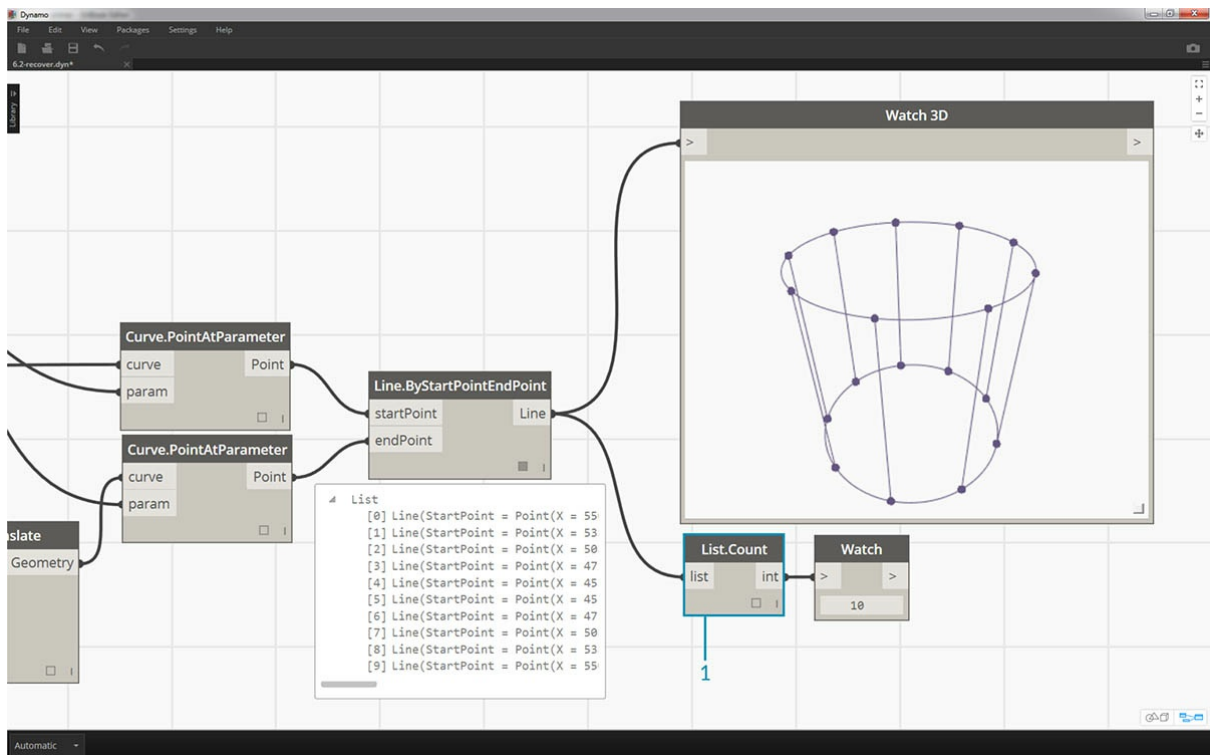 Dynamo
File Edit View Packages Settings Help
6.2-recover.dyn* ×
Library
Watch 3D
> >
Curve.PointAtParameter
curve Point
param
Line.ByStartPointEndPoint
startPoint Line
endPoint
Curve.PointAtParameter
curve Point
param
slate
Geometry
List
[0] Line(StartPoint = Point(X = 55
[1] Line(StartPoint = Point(X = 53
[2] Line(StartPoint = Point(X = 50
[3] Line(StartPoint = Point(X = 47
[4] Line(StartPoint = Point(X = 45
[5] Line(StartPoint = Point(X = 45
[6] Line(StartPoint = Point(X = 47
[7] Line(StartPoint = Point(X = 50
[8] Line(StartPoint = Point(X = 53
[9] Line(StartPoint = Point(X = 55
List.Count
list int
Watch
> >
10
1
Automatic